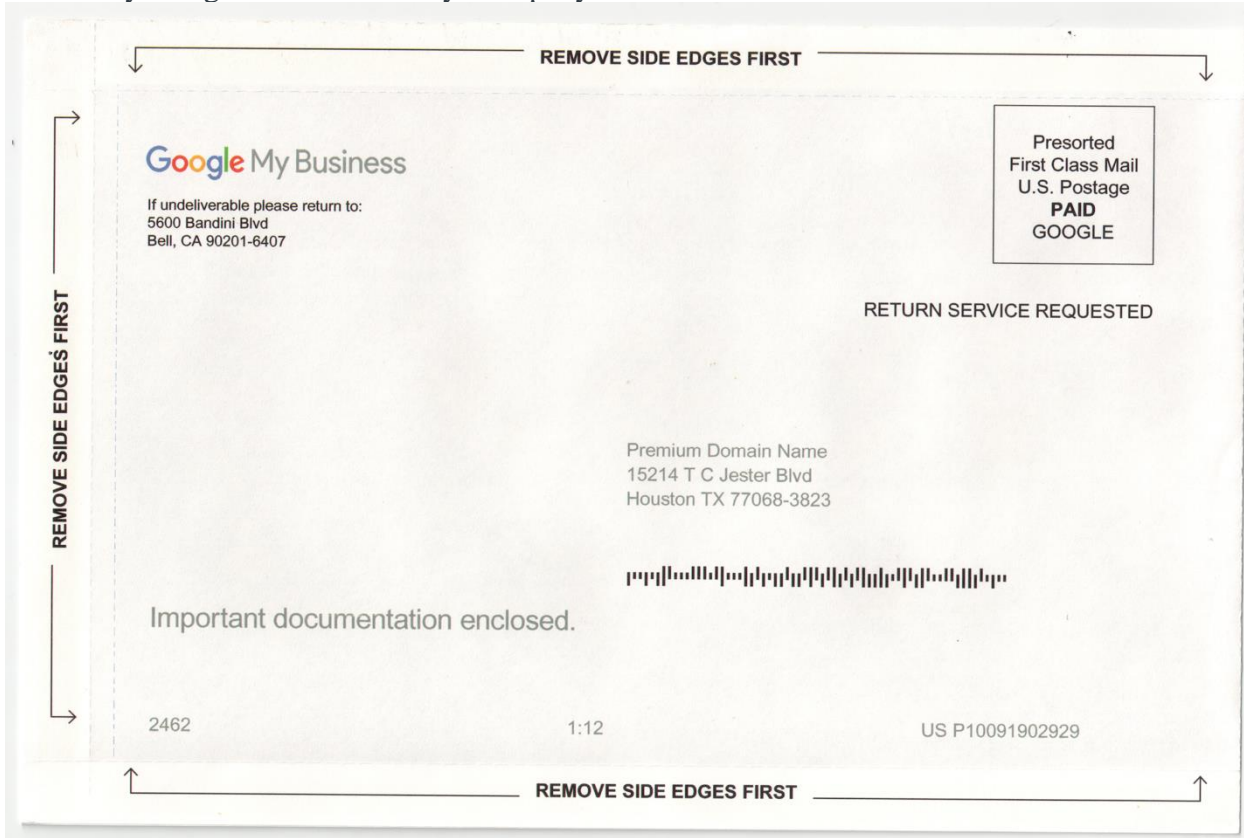 REMOVE SIDE EDGES FIRST
Google My Business
If undeliverable please return to:
5600 Bandini Blvd
Bell, CA 90201-6407
Presorted
First Class Mail
U.S. Postage
PAID
GOOGLE
RETURN SERVICE REQUESTED
REMOVE SIDE EDGES FIRST
Premium Domain Name
15214 T C Jester Blvd
Houston TX 77068-3823
Important documentation enclosed.
2462
1:12
US P10091902929
REMOVE SIDE EDGES FIRST